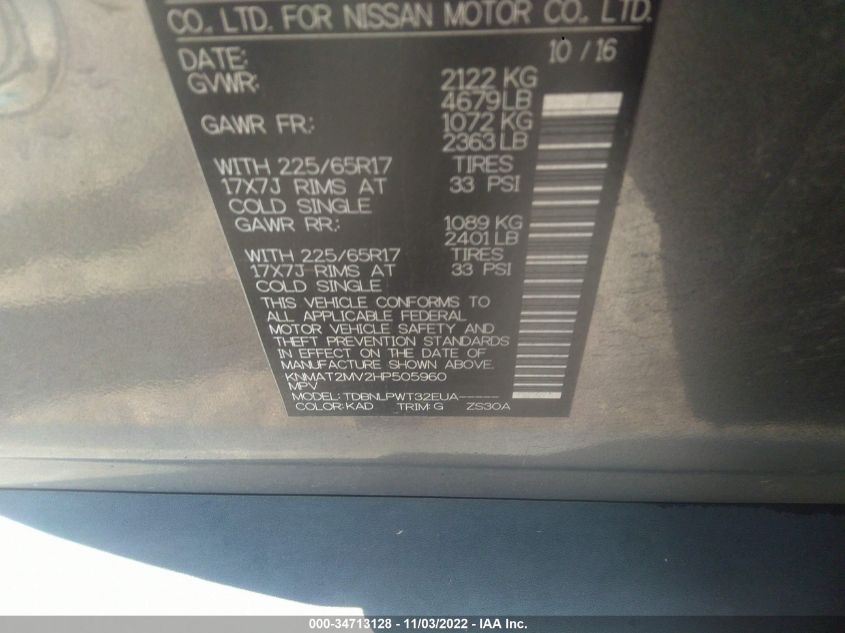 CO., LTD. FOR NISSAN MOTOR CO., LTD.
DATE: 10 / 16
GVWR: 2122 KG
4679 LB
GAWR FR.: 1072 KG
2363 LB
WITH 225/65R17 TIRES
17X7J RIMS AT 33 PSI
COLD SINGLE
GAWR RR.: 1089 KG
2401 LB
WITH 225/65R17 TIRES
17X7J RIMS AT 33 PSI
COLD SINGLE
THIS VEHICLE CONFORMS TO
ALL APPLICABLE FEDERAL
MOTOR VEHICLE SAFETY AND
THEFT PREVENTION STANDARDS
IN EFFECT ON THE DATE OF
MANUFACTURE SHOWN ABOVE.
KNMAT2MV2HP505960
MPV
MODEL: TDBNLPWT32EUA-----
COLOR: KAD TRIM: G ZS30A
000-34713128 - 11/03/2022 - IAA Inc.